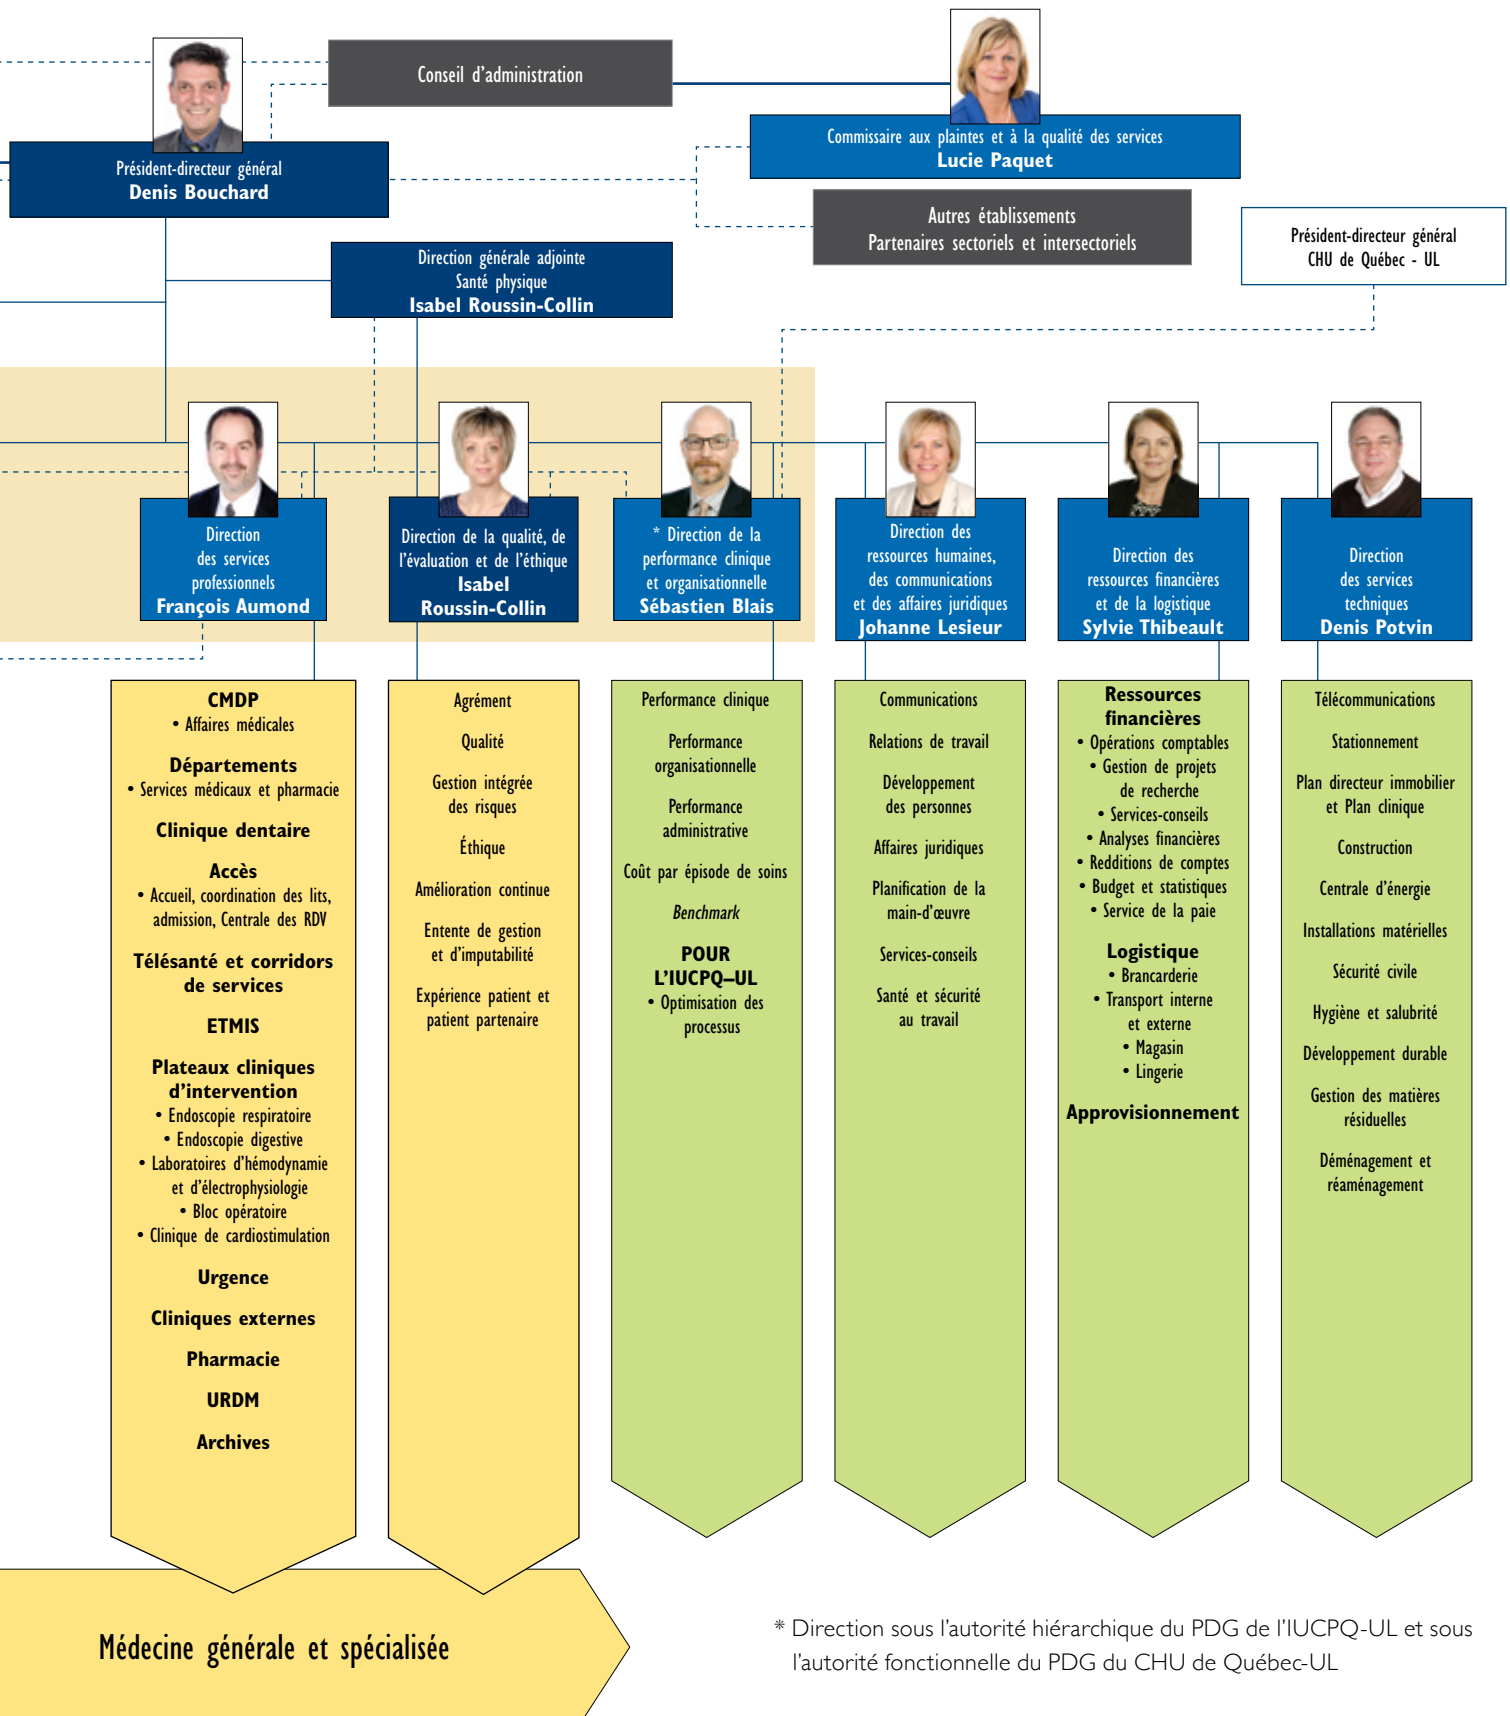 Conseil d'administration
Commissaire aux plaintes et à la qualité des services
Lucie Paquet
Président-directeur général
Denis Bouchard
Autres établissements
Partenaires sectoriels et intersectoriels
Président-directeur général
CHU de Québec - UL
Direction générale adjointe
Santé physique
Isabel Roussin-Collin
Direction
des services
professionnels
François Aumond
Direction de la qualité, de
l'évaluation et de l'éthique
Isabel
Roussin-Collin
* Direction de la
performance clinique
et organisationnelle
Sébastien Blais
Direction des
ressources humaines,
des communications
et des affaires juridiques
Johanne Lesieur
Direction des
ressources financières
et de la logistique
Sylvie Thibeault
Direction
des services
techniques
Denis Potvin
CMDP
• Affaires médicales
Départements
• Services médicaux et pharmacie
Clinique dentaire
Accès
• Accueil, coordination des lits,
admission, Centrale des RDV
Télésanté et corridors
de services
ETMIS
Plateaux cliniques
d'intervention
• Endoscopie respiratoire
• Endoscopie digestive
• Laboratoires d'hémodynamie
et d'électrophysiologie
• Bloc opératoire
• Clinique de cardiostimulation
Urgence
Cliniques externes
Pharmacie
URDM
Archives
Agrément
Qualité
Gestion intégrée
des risques
Éthique
Amélioration continue
Entente de gestion
et d'imputabilité
Expérience patient et
patient partenaire
Performance clinique
Performance
organisationnelle
Performance
administrative
Coût par épisode de soins
Benchmark
POUR
L'IUCPQ–UL
• Optimisation des
processus
Communications
Relations de travail
Développement
des personnes
Affaires juridiques
Planification de la
main-d'œuvre
Services-conseils
Santé et sécurité
au travail
Ressources
financières
• Opérations comptables
• Gestion de projets
de recherche
• Services-conseils
• Analyses financières
• Redditions de comptes
• Budget et statistiques
• Service de la paie
Logistique
• Brancarderie
• Transport interne
et externe
• Magasin
• Lingerie
Approvisionnement
Télécommunications
Stationnement
Plan directeur immobilier
et Plan clinique
Construction
Centrale d'énergie
Installations matérielles
Sécurité civile
Hygiène et salubrité
Développement durable
Gestion des matières
résiduelles
Déménagement et
réaménagement
Médecine générale et spécialisée
* Direction sous l'autorité hiérarchique du PDG de l'IUCPQ-UL et sous
l'autorité fonctionnelle du PDG du CHU de Québec-UL